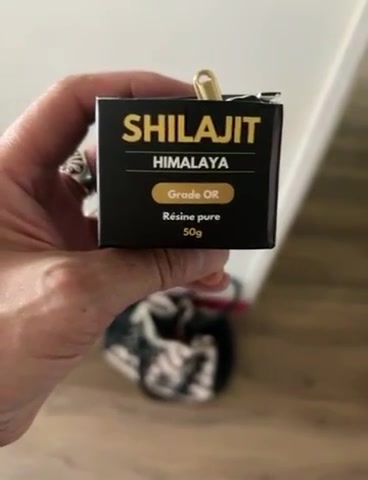 SHILAJIT
HIMALAYA
Grade OR
Résine pure
50g